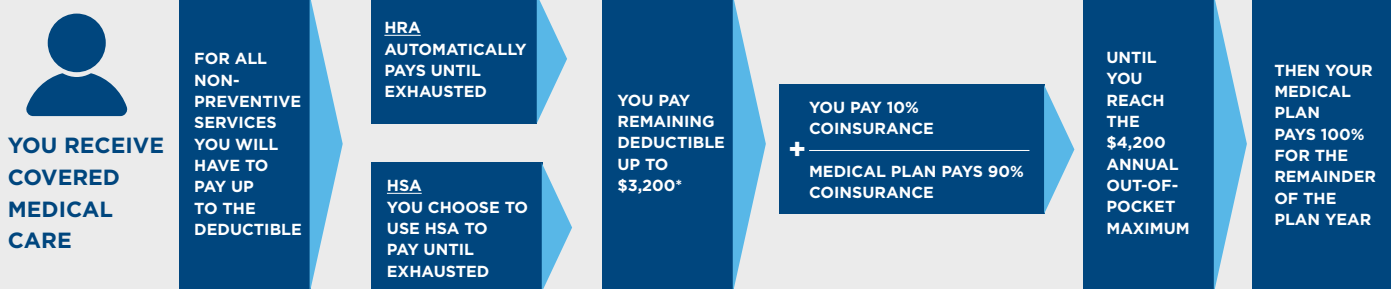 YOU RECEIVE
COVERED
MEDICAL
CARE
FOR ALL
NON-
PREVENTIVE
SERVICES
YOU WILL
HAVE TO
PAY UP
TO THE
DEDUCTIBLE
HRA
AUTOMATICALLY
PAYS UNTIL
EXHAUSTED
HSA
YOU CHOOSE TO
USE HSA TO
PAY UNTIL
EXHAUSTED
YOU PAY
REMAINING
DEDUCTIBLE
UP TO
$3,200*
YOU PAY 10%
COINSURANCE
+
MEDICAL PLAN PAYS 90%
COINSURANCE
UNTIL
YOU
REACH
THE
$4,200
ANNUAL
OUT-OF-
POCKET
MAXIMUM
THEN YOUR
MEDICAL
PLAN
PAYS 100%
FOR THE
REMAINDER
OF THE
PLAN YEAR